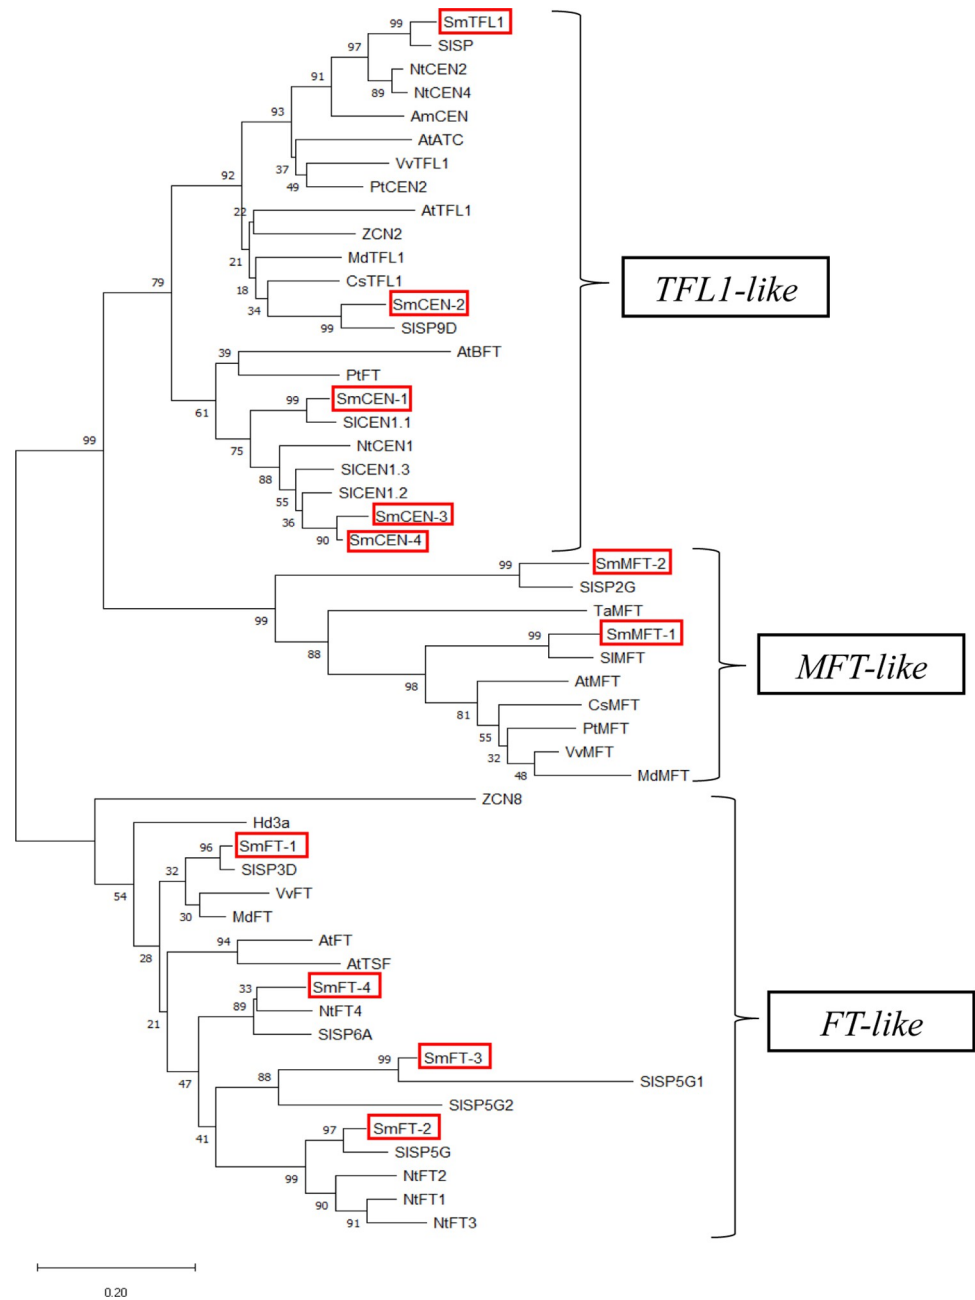 99
SmTFL1
SlSP
97
NtCEN2
91
89
NtCEN4
93
AmCEN
AtATC
37
VvTFL1
49
PtCEN2
92
22
AtTFL1
ZCN2
21
MdTFL1
18
CsTFL1
34
SmCEN-2
99
SlSP9D
79
TFL1-like
39
AtBFT
PtFT
61
99
SmCEN-1
SlCEN1.1
75
NtCEN1
88
SlCEN1.3
55
SlCEN1.2
36
SmCEN-3
90
SmCEN-4
99
99
SmMFT-2
SlSP2G
99
TaMFT
88
99
SmMFT-1
SlMFT
98
AtMFT
81
CsMFT
55
PtMFT
32
VvMFT
48
MdMFT
MFT-like
ZCN8
Hd3a
54
96
SmFT-1
32
SlSP3D
VvFT
30
MdFT
28
94
AtFT
AtTSF
21
33
SmFT-4
89
NtFT4
SlSP6A
47
99
SmFT-3
88
SlSP5G1
SlSP5G2
41
97
SmFT-2
SlSP5G
99
NtFT2
90
NtFT1
91
NtFT3
FT-like
0.20